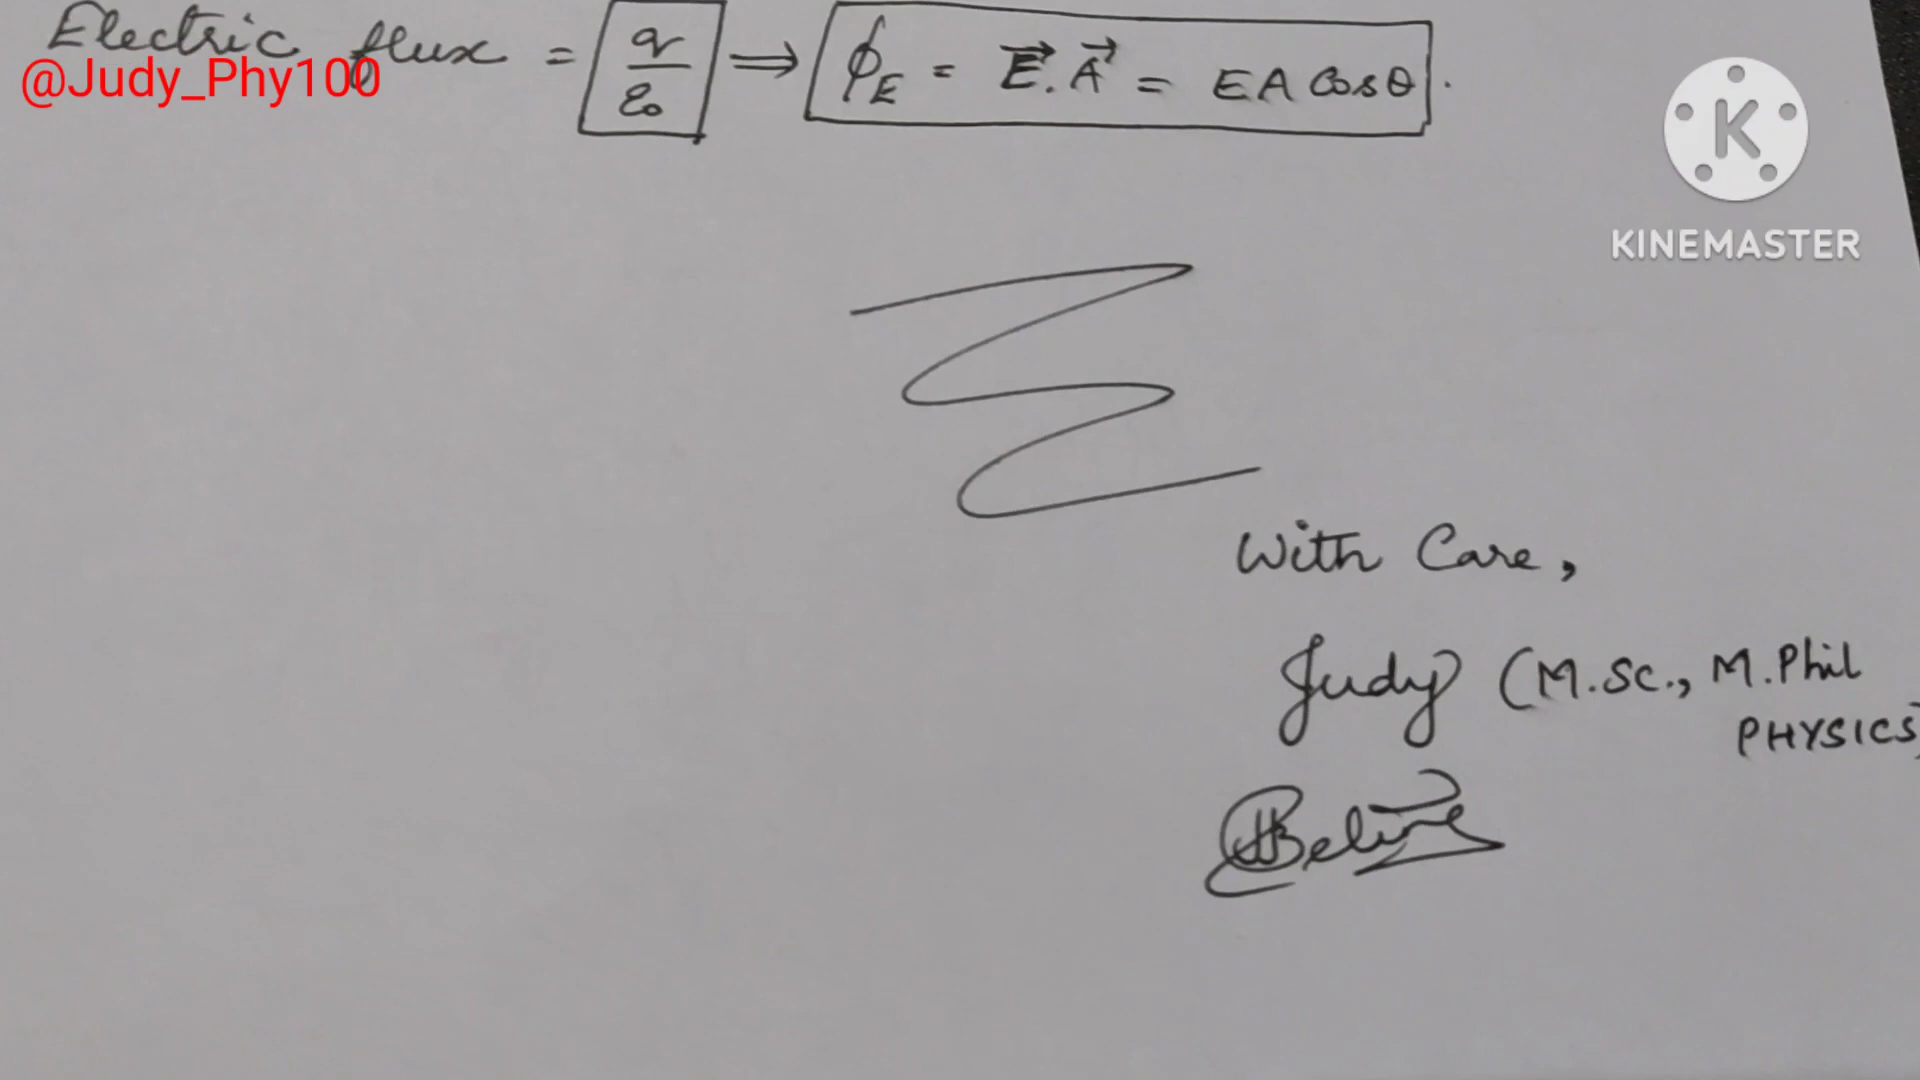 Electric flux = q/ε₀ ⇒ ϕ_E = E⃗.A⃗ = EA Cosθ.
@Judy_Phy100
K
KINEMASTER
With Care,
Judy (M.Sc., M.Phil
PHYSICS)